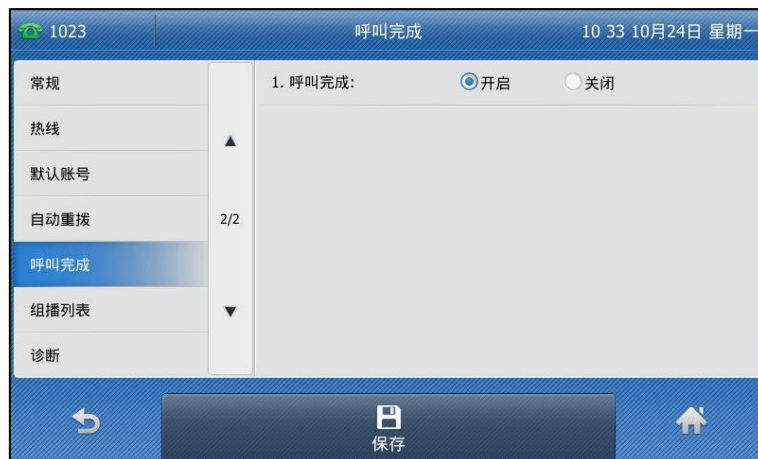 1023 呼叫完成 10 33 10月24日 星期一
常规
1. 呼叫完成: 开启 关闭
热线
默认账号
自动重拨
2/2
呼叫完成
组播列表
诊断
保存